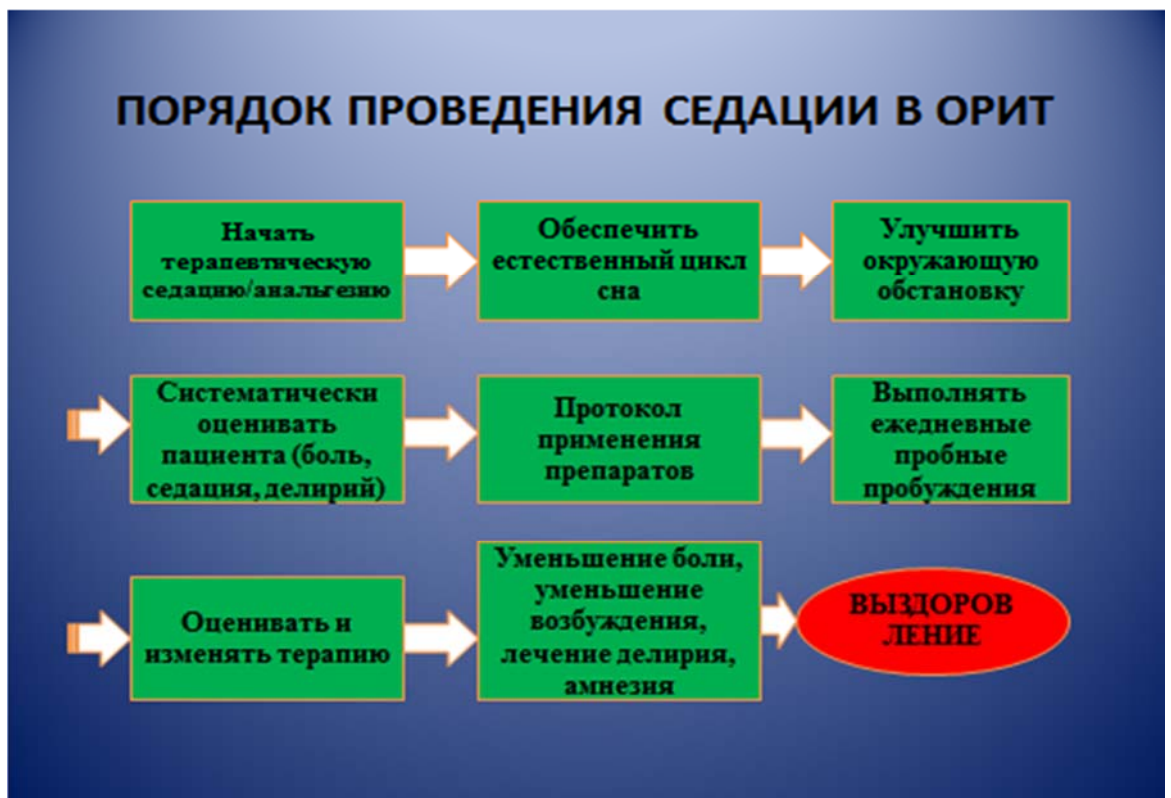 ПОРЯДОК ПРОВЕДЕНИЯ СЕДАЦИИ В ОРИТ
Начать
терапевтическую
седацию/анальгезию
Обеспечить
естественный цикл
сна
Улучшить
окружающую
обстановку
Систематически
оценивать
пациента (боль,
седация, делирий)
Протокол
применения
препаратов
Выполнять
ежедневные
пробные
пробуждения
Оценивать и
изменять терапию
Уменьшение боли,
уменьшение
возбуждения,
лечение делирия,
амнезия
ВЫЗДОРОВ
ЛЕНИЕ